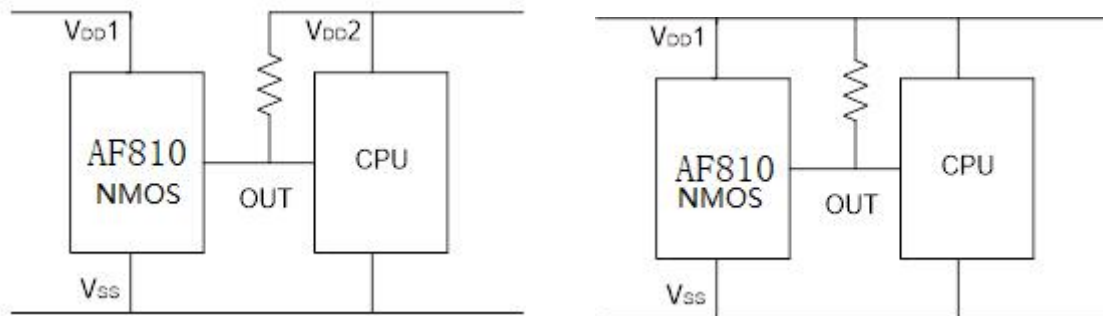 VDD1
VDD2
AF810
NMOS
CPU
OUT
VSS
VDD1
AF810
NMOS
CPU
OUT
VSS